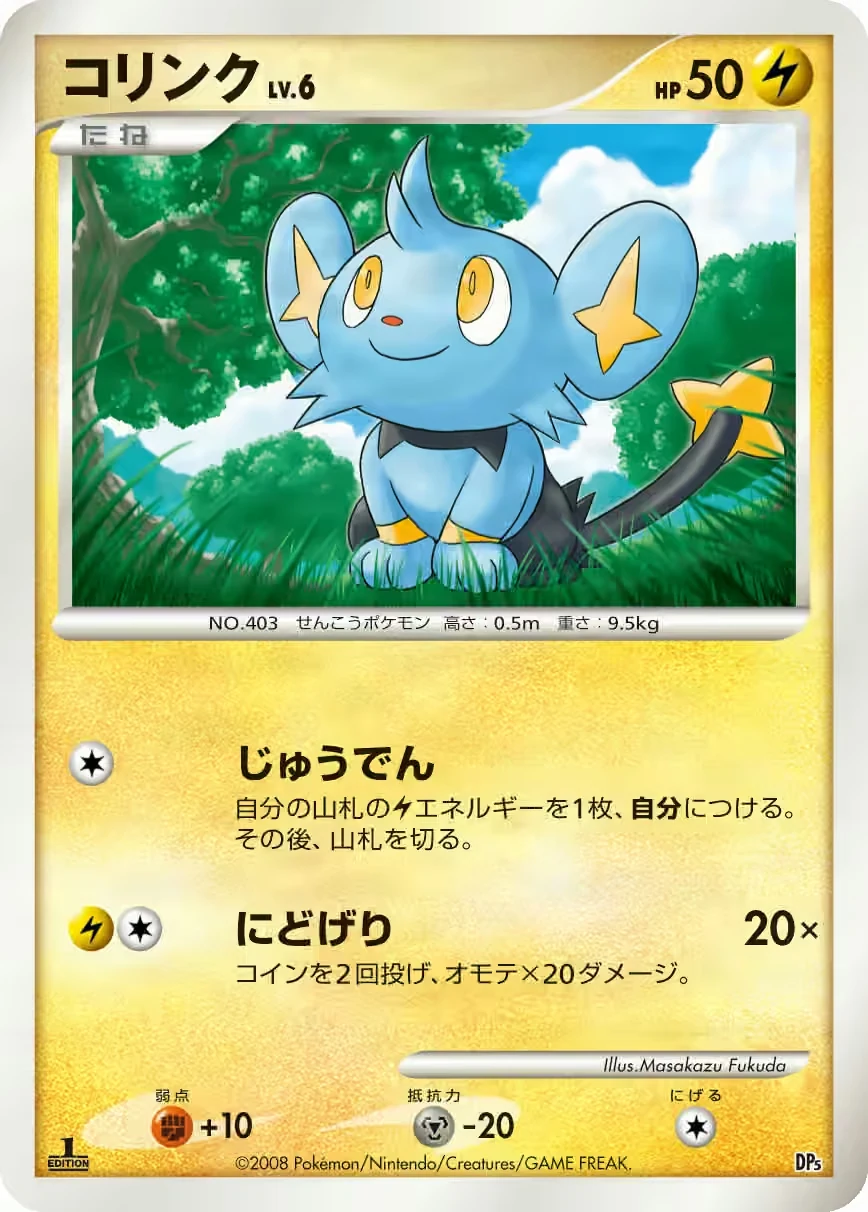 コリンク LV.6 HP 50
たね
NO.403 せんこうポケモン 高さ:0.5m 重さ:9.5kg
じゅうでん
自分の山札のエネルギーを1枚、自分につける。
その後、山札を切る。
にどげり 20×
コインを2回投げ、オモテ×20ダメージ。
Illus.Masakazu Fukuda
弱点 抵抗力 にげる
+10 -20
1 EDITION
©2008 Pokémon/Nintendo/Creatures/GAME FREAK.
DP5